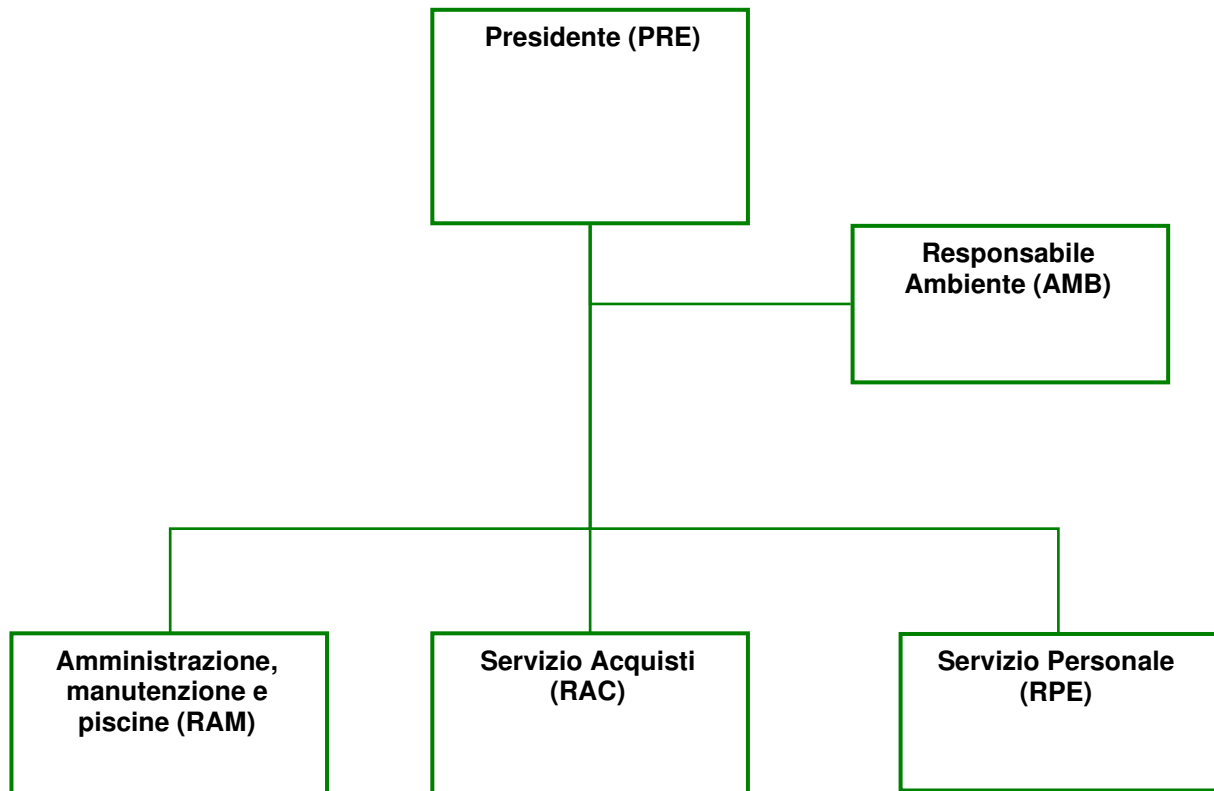 Presidente (PRE)
Responsabile
Ambiente (AMB)
Amministrazione,
manutenzione e
piscine (RAM)
Servizio Acquisti
(RAC)
Servizio Personale
(RPE)